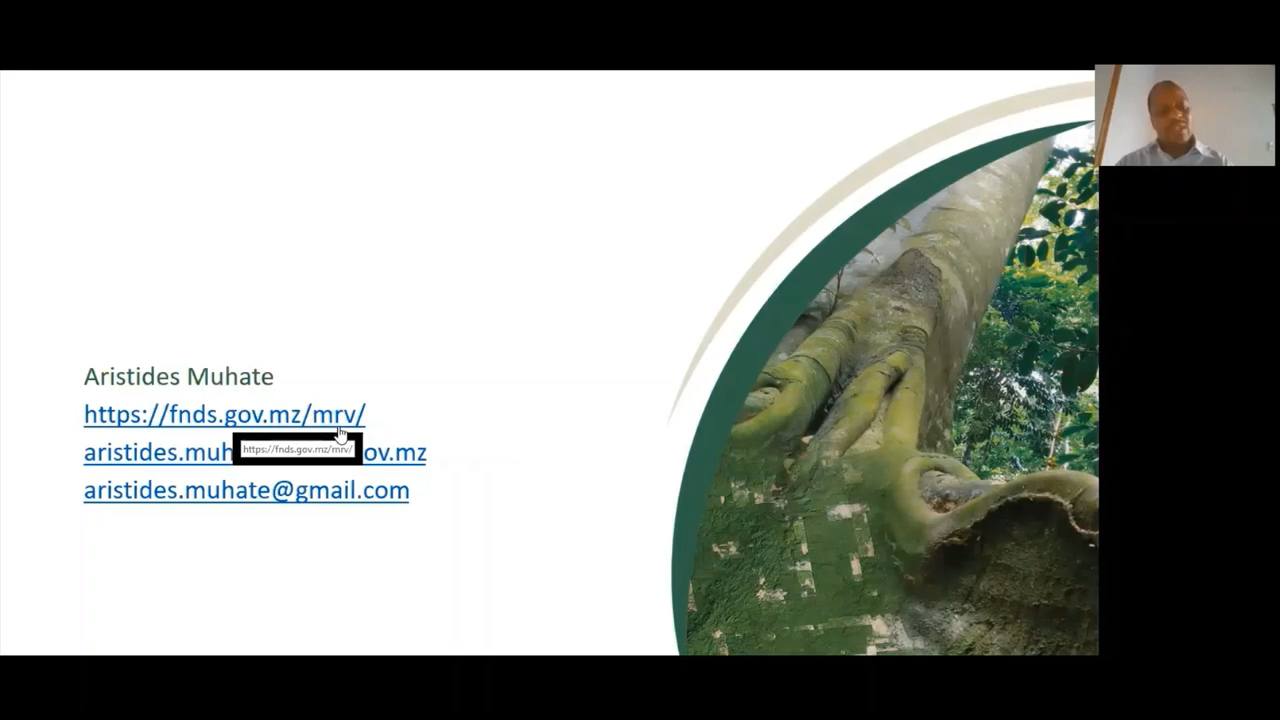 Aristides Muhate
https://fnds.gov.mz/mrv/
https://fnds.gov.mz/mrv/
aristides.muh ov.mz
aristides.muhate@gmail.com